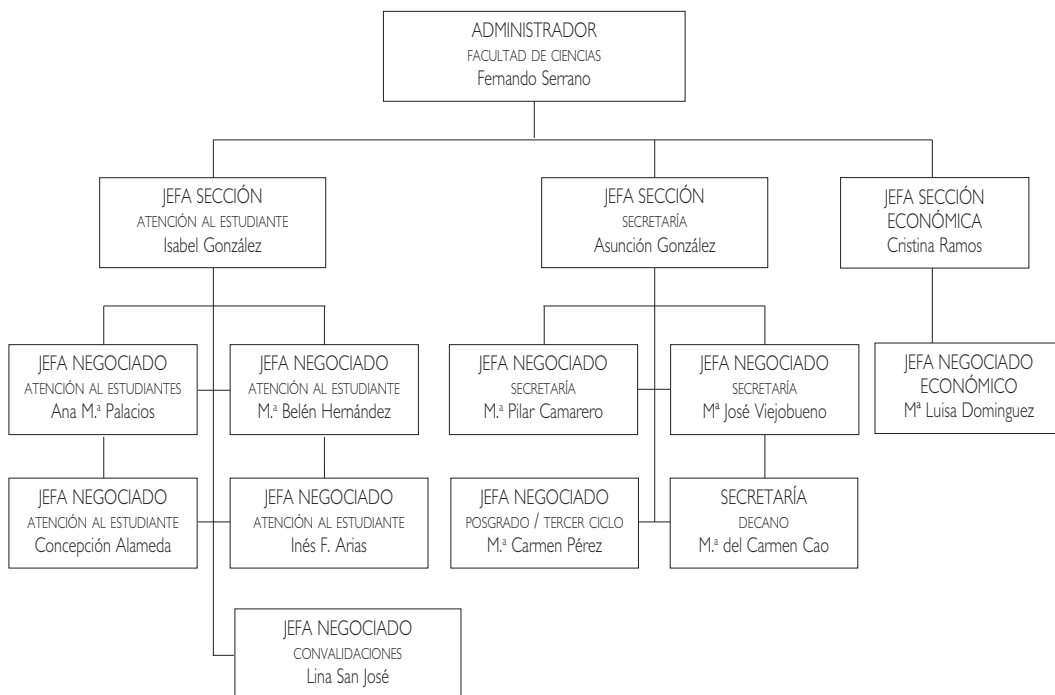 ADMINISTRADOR
FACULTAD DE CIENCIAS
Fernando Serrano
JEFA SECCIÓN
ATENCIÓN AL ESTUDIANTE
Isabel González
JEFA SECCIÓN
SECRETARÍA
Asunción González
JEFA SECCIÓN
ECONÓMICA
Cristina Ramos
JEFA NEGOCIADO
ATENCIÓN AL ESTUDIANTES
Ana M.ª Palacios
JEFA NEGOCIADO
ATENCIÓN AL ESTUDIANTE
M.ª Belén Hernández
JEFA NEGOCIADO
SECRETARÍA
M.ª Pilar Camarero
JEFA NEGOCIADO
SECRETARÍA
Mª José Viejobueno
JEFA NEGOCIADO
ECONÓMICO
Mª Luisa Dominguez
JEFA NEGOCIADO
ATENCIÓN AL ESTUDIANTE
Concepción Alameda
JEFA NEGOCIADO
ATENCIÓN AL ESTUDIANTE
Inés F. Arias
JEFA NEGOCIADO
POSGRADO / TERCER CICLO
M.ª Carmen Pérez
SECRETARÍA
DECANO
M.ª del Carmen Cao
JEFA NEGOCIADO
CONVALIDACIONES
Lina San José